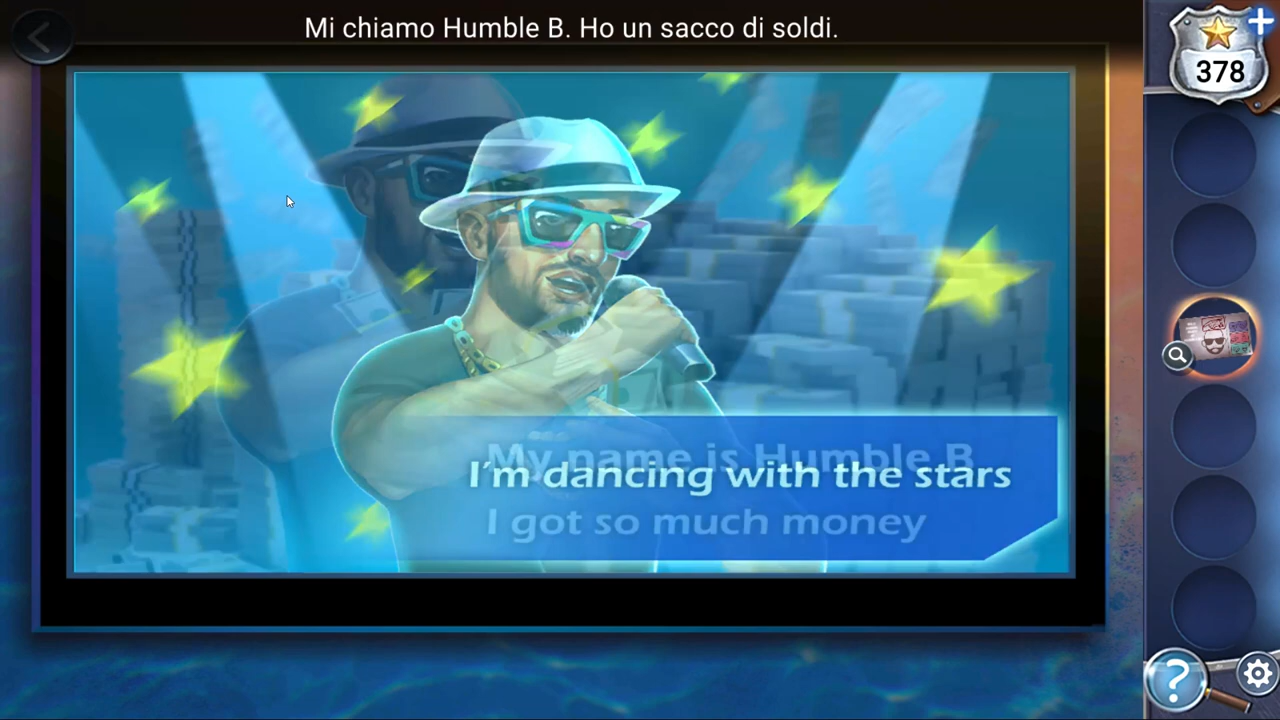 Mi chiamo Humble B. Ho un sacco di soldi.
378
My name is Humble B
I'm dancing with the stars
I got so much money
?